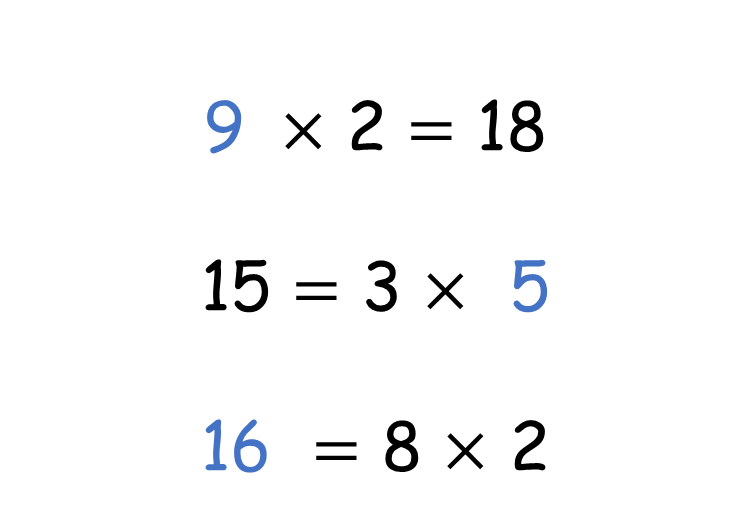 9 × 2 = 18
15 = 3 × 5
16 = 8 × 2